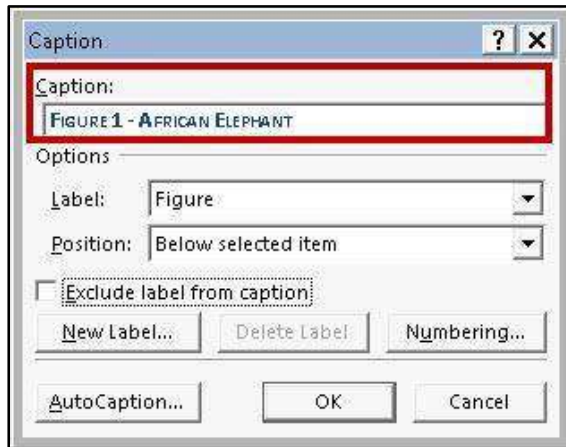 Caption ? X
Caption:
FIGURE 1 - AFRICAN ELEPHANT
Options
Label: Figure
Position: Below selected item
Exclude label from caption
New Label... Delete Label Numbering...
AutoCaption... OK Cancel